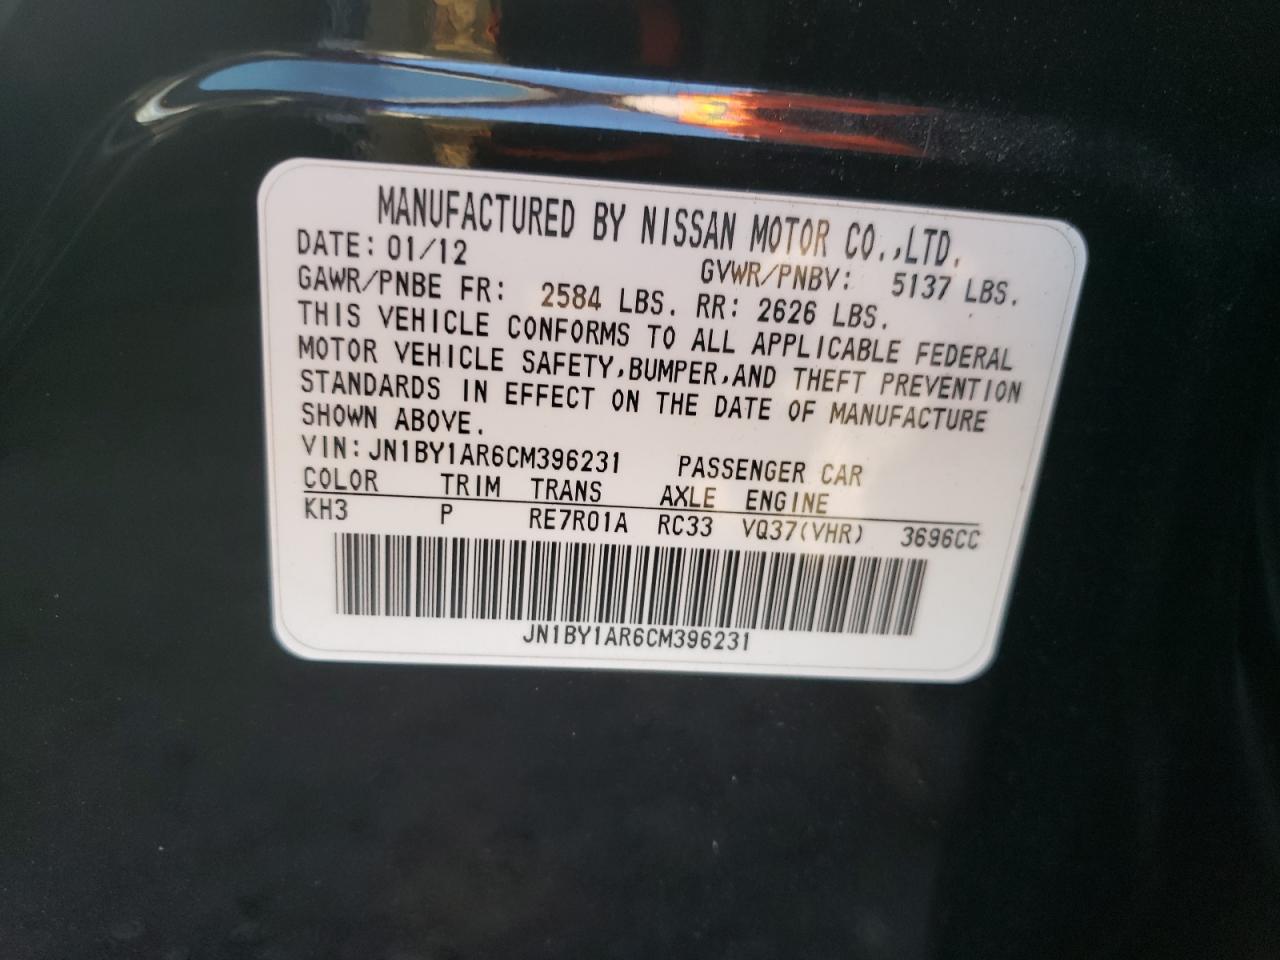 MANUFACTURED BY NISSAN MOTOR CO.,LTD.
DATE: 01/12 GVWR/PNBV: 5137 LBS.
GAWR/PNBE FR: 2584 LBS. RR: 2626 LBS.
THIS VEHICLE CONFORMS TO ALL APPLICABLE FEDERAL
MOTOR VEHICLE SAFETY,BUMPER,AND THEFT PREVENTION
STANDARDS IN EFFECT ON THE DATE OF MANUFACTURE
SHOWN ABOVE.
VIN: JN1BY1AR6CM396231 PASSENGER CAR
COLOR TRIM TRANS AXLE ENGINE
KH3 P RE7R01A RC33 VQ37(VHR) 3696CC
JN1BY1AR6CM396231